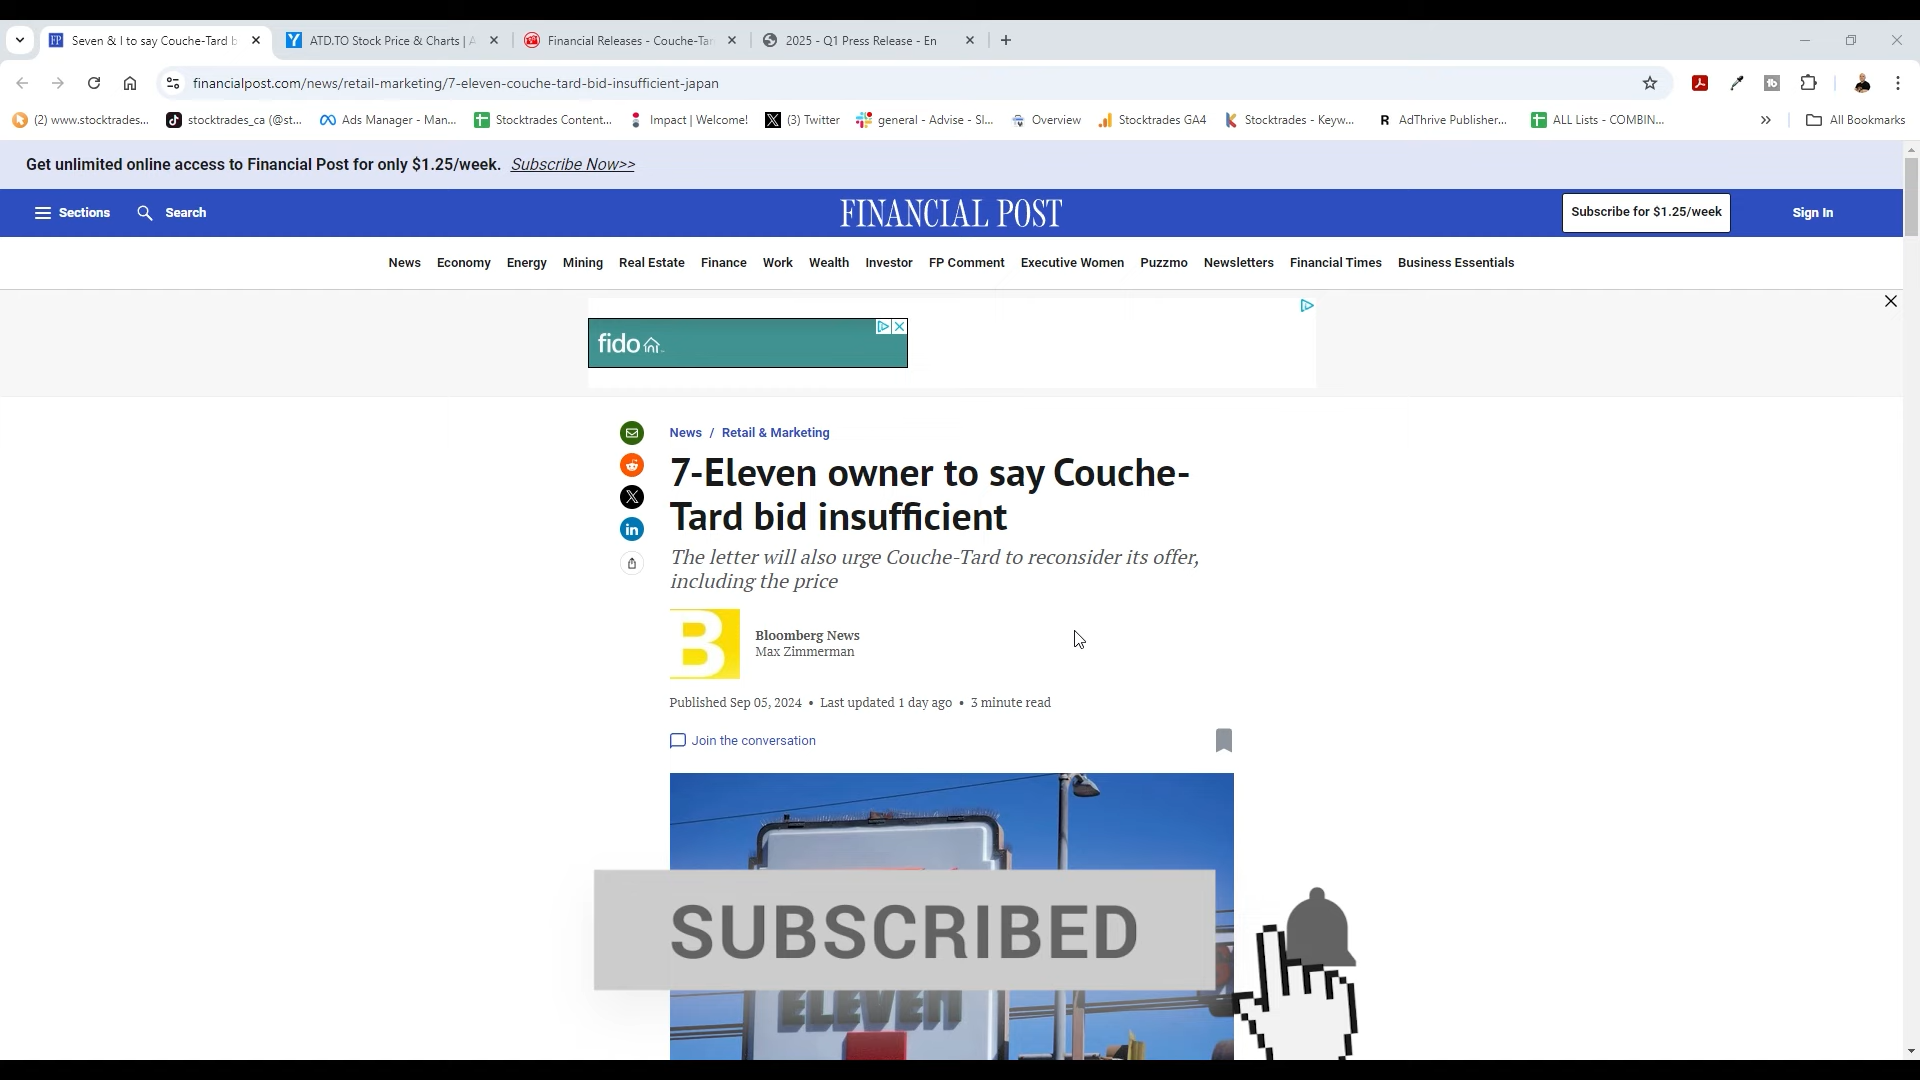 Seven & I to say Couche-Tard b
ATD.TO Stock Price & Charts | A
Financial Releases - Couche-Tar
2025 - Q1 Press Release - En
financialpost.com/news/retail-marketing/7-eleven-couche-tard-bid-insufficient-japan
(2) www.stocktrades...
stocktrades_ca (@st...
Ads Manager - Man...
Stocktrades Content...
Impact | Welcome!
(3) Twitter
general - Advise - Sl...
Overview
Stocktrades GA4
Stocktrades - Keyw...
R AdThrive Publisher...
ALL Lists - COMBIN...
All Bookmarks
Get unlimited online access to Financial Post for only $1.25/week. Subscribe Now>>
Sections
Search
FINANCIAL POST
Subscribe for $1.25/week
Sign In
News Economy Energy Mining Real Estate Finance Work Wealth Investor FP Comment Executive Women Puzzmo Newsletters Financial Times Business Essentials
fido
News / Retail & Marketing
7-Eleven owner to say Couche-
Tard bid insufficient
The letter will also urge Couche-Tard to reconsider its offer,
including the price
B
Bloomberg News
Max Zimmerman
Published Sep 05, 2024 • Last updated 1 day ago • 3 minute read
Join the conversation
SUBSCRIBED
ELEVEN